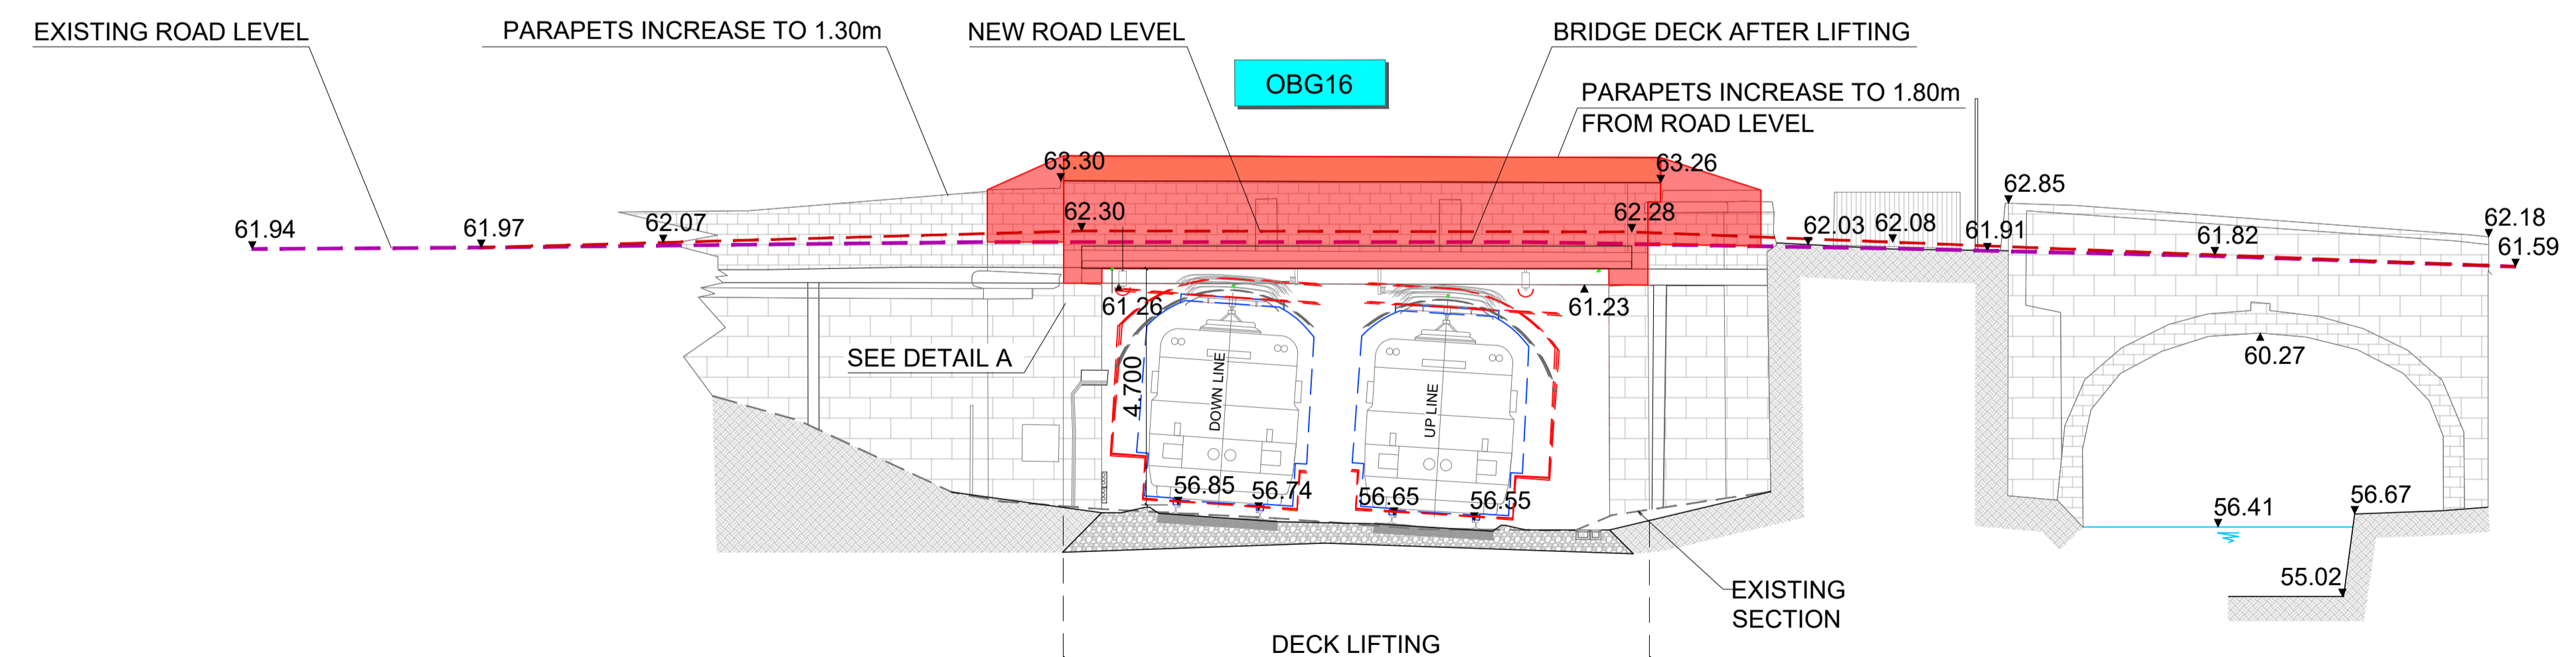 EXISTING ROAD LEVEL
PARAPETS INCREASE TO 1.30m
NEW ROAD LEVEL
BRIDGE DECK AFTER LIFTING
OBG16
PARAPETS INCREASE TO 1.80m
FROM ROAD LEVEL
63.30
63.26
62.85
61.94
61.97
62.07
62.30
62.28
62.03
62.08
61.91
61.82
62.18
61.59
61.26
61.23
SEE DETAIL A
4.700
DOWN LINE
UP LINE
60.27
56.85
56.74
56.65
56.55
56.41
56.67
55.02
EXISTING
SECTION
DECK LIFTING